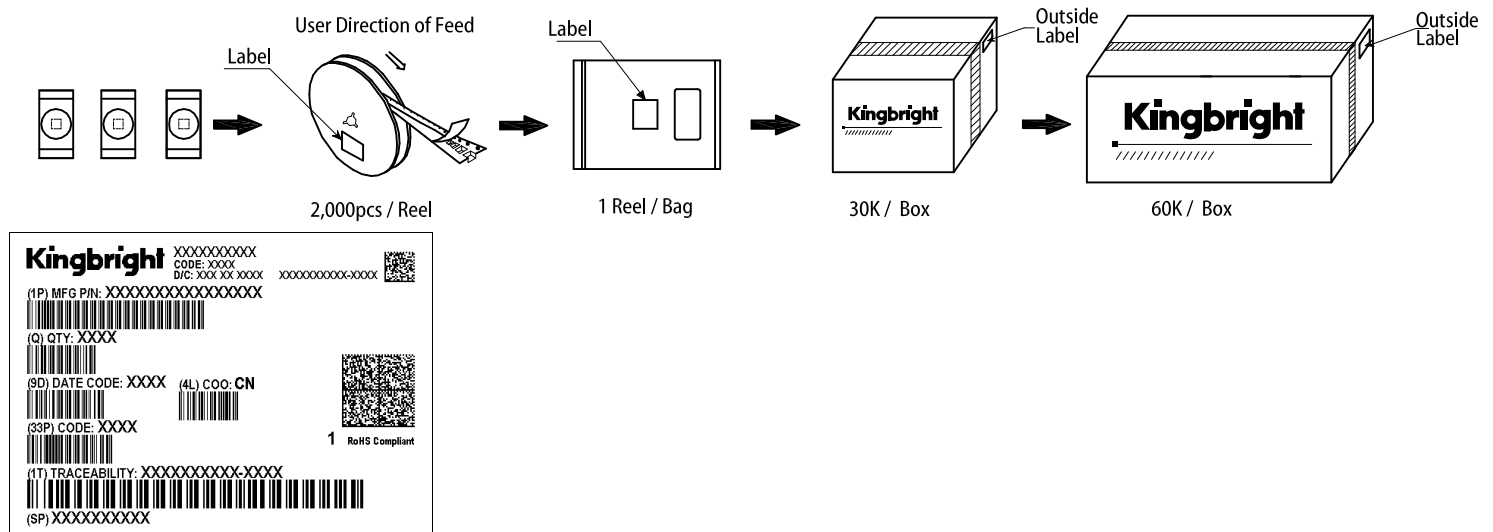 User Direction of Feed
Label
Label
Outside
Label
Outside
Label
Kingbright
Kingbright
2,000pcs / Reel
1 Reel / Bag
30K / Box
60K / Box
Kingbright
XXXXXXXXXX
CODE: XXXX
D/C: XXX XX XXXX XXXXXXXXXX-XXXX
(1P) MFG P/N: XXXXXXXXXXXXXXXX
(Q) QTY: XXXX
(9D) DATE CODE: XXXX (4L) COO: CN
(33P) CODE: XXXX
1 RoHS Compliant
(1T) TRACEABILITY: XXXXXXXXXX-XXXX
(SP) XXXXXXXXXX